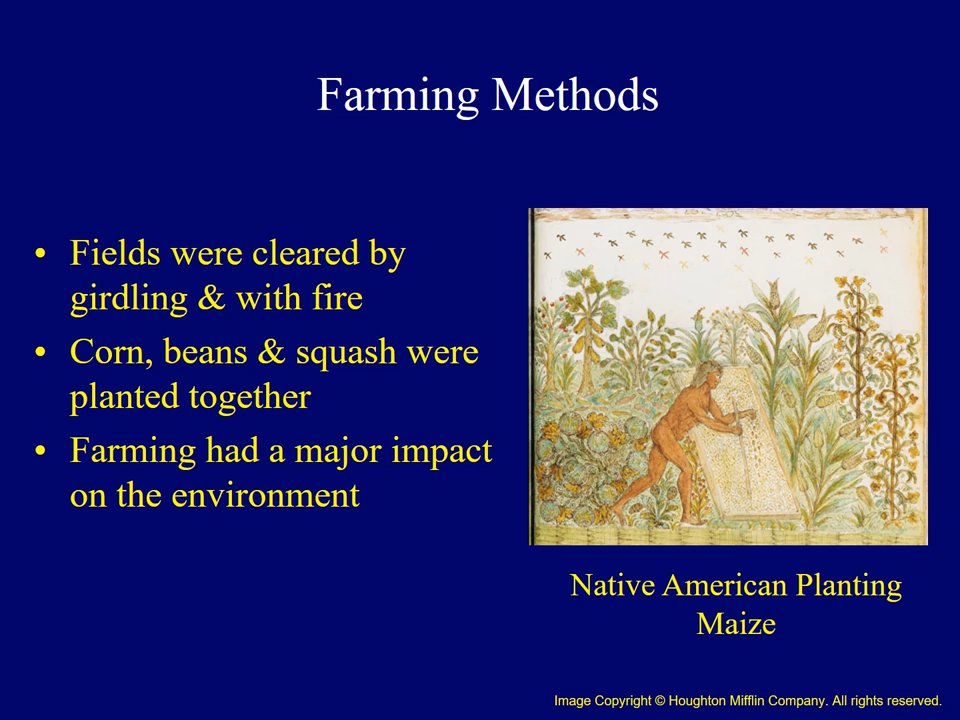 Farming Methods
• Fields were cleared by
girdling & with fire
• Corn, beans & squash were
planted together
• Farming had a major impact
on the environment
Native American Planting
Maize
Image Copyright © Houghton Mifflin Company. All rights reserved.